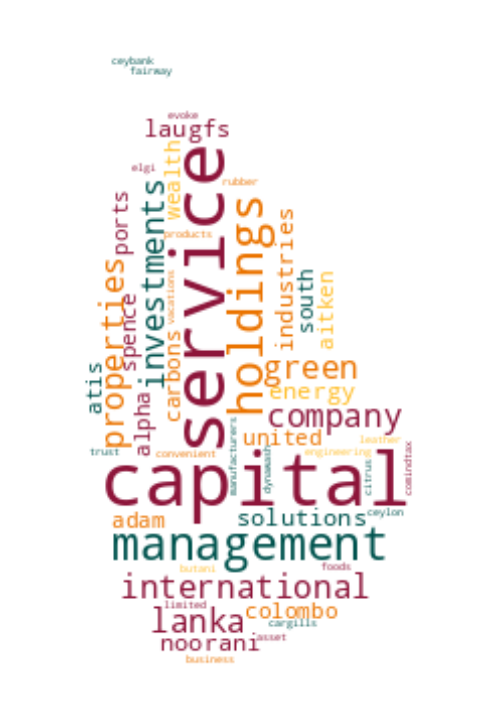 ceybank
fairway
evoke
laugfs
elgi
wealth
service
rubber
investments
ports
holdings
products
industries
properties
spence
vacations
south
aitken
carbons
atis
alpha
green
energy
company
manufacturers
united
leather
trust
convenient
dynawash
engineering
citrus
comindtax
capital
adam
solutions
ceylon
management
butani
foods
international
limited
colombo
lanka
cargills
noorani
asset
business